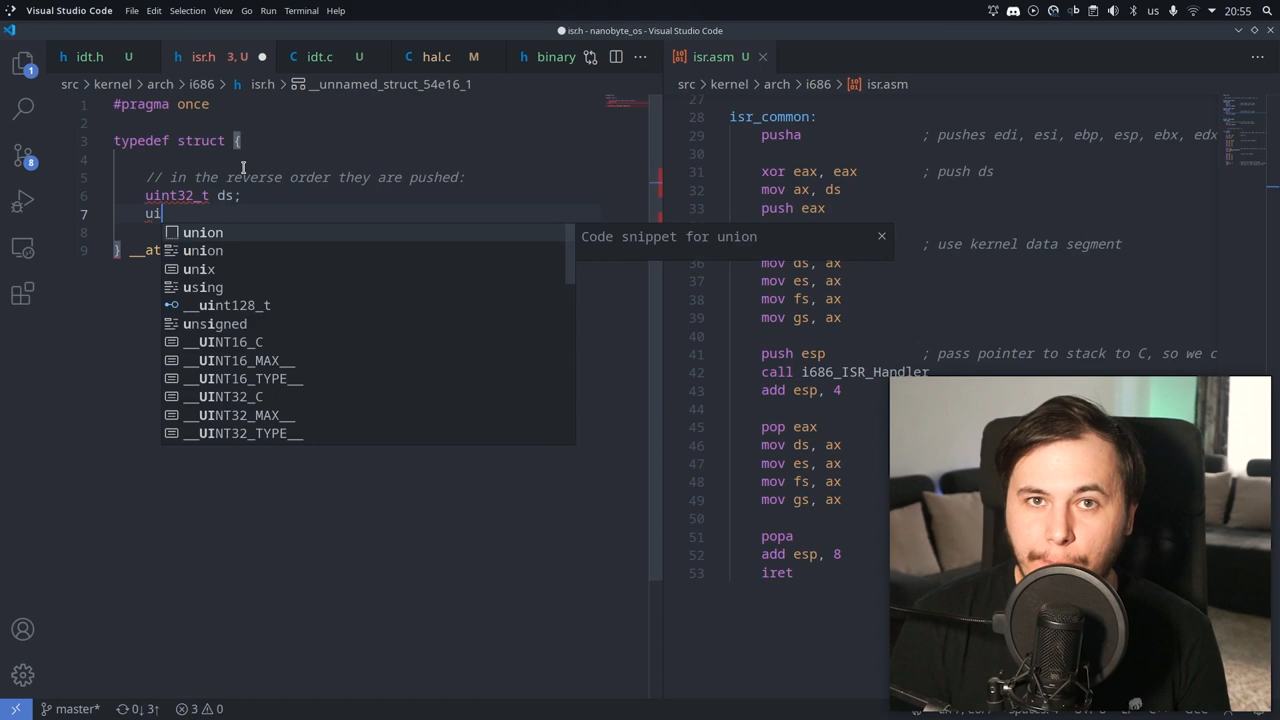 Visual Studio Code File Edit Selection View Go Run Terminal Help us 20:55
isr.h - nanobyte_os - Visual Studio Code
idt.h U isr.h 3, U idt.c U hal.c M binary
isr.asm U
src > kernel > arch > i686 > isr.h > __unnamed_struct_54e16_1
src > kernel > arch > i686 > isr.asm
1 #pragma once
2
3 typedef struct {
4
5 // in the reverse order they are pushed:
6 uint32_t ds;
7 ui
8
9 } __at
union
union
unix
using
__uint128_t
unsigned
__UINT16_C
__UINT16_MAX__
__UINT16_TYPE__
__UINT32_C
__UINT32_MAX__
__UINT32_TYPE__
Code snippet for union
27
28 isr_common:
29 pusha ; pushes edi, esi, ebp, esp, ebx, edx
30
31 xor eax, eax ; push ds
32 mov ax, ds
33 push eax
; use kernel data segment
36 mov ds, ax
37 mov es, ax
38 mov fs, ax
39 mov gs, ax
40
41 push esp ; pass pointer to stack to C, so we c
42 call i686_ISR_Handler
43 add esp, 4
44
45 pop eax
46 mov ds, ax
47 mov es, ax
48 mov fs, ax
49 mov gs, ax
50
51 popa
52 add esp, 8
53 iret
1
8
master* 0↓ 3↑ 3 0